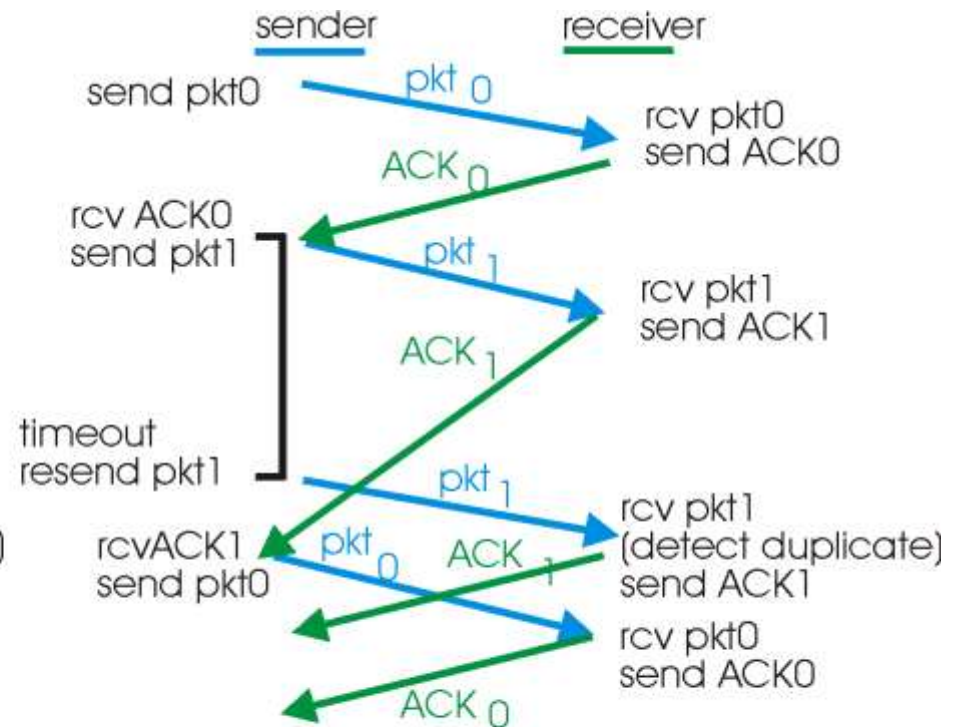 sender
receiver
send pkt0
pkt 0
rcv pkt0
send ACK0
ACK 0
rcv ACK0
send pkt1
pkt 1
rcv pkt1
send ACK1
ACK 1
timeout
resend pkt1
pkt 1
rcv pkt1
(detect duplicate)
send ACK1
rcvACK1
send pkt0
pkt 0
ACK 1
rcv pkt0
send ACK0
ACK 0
)